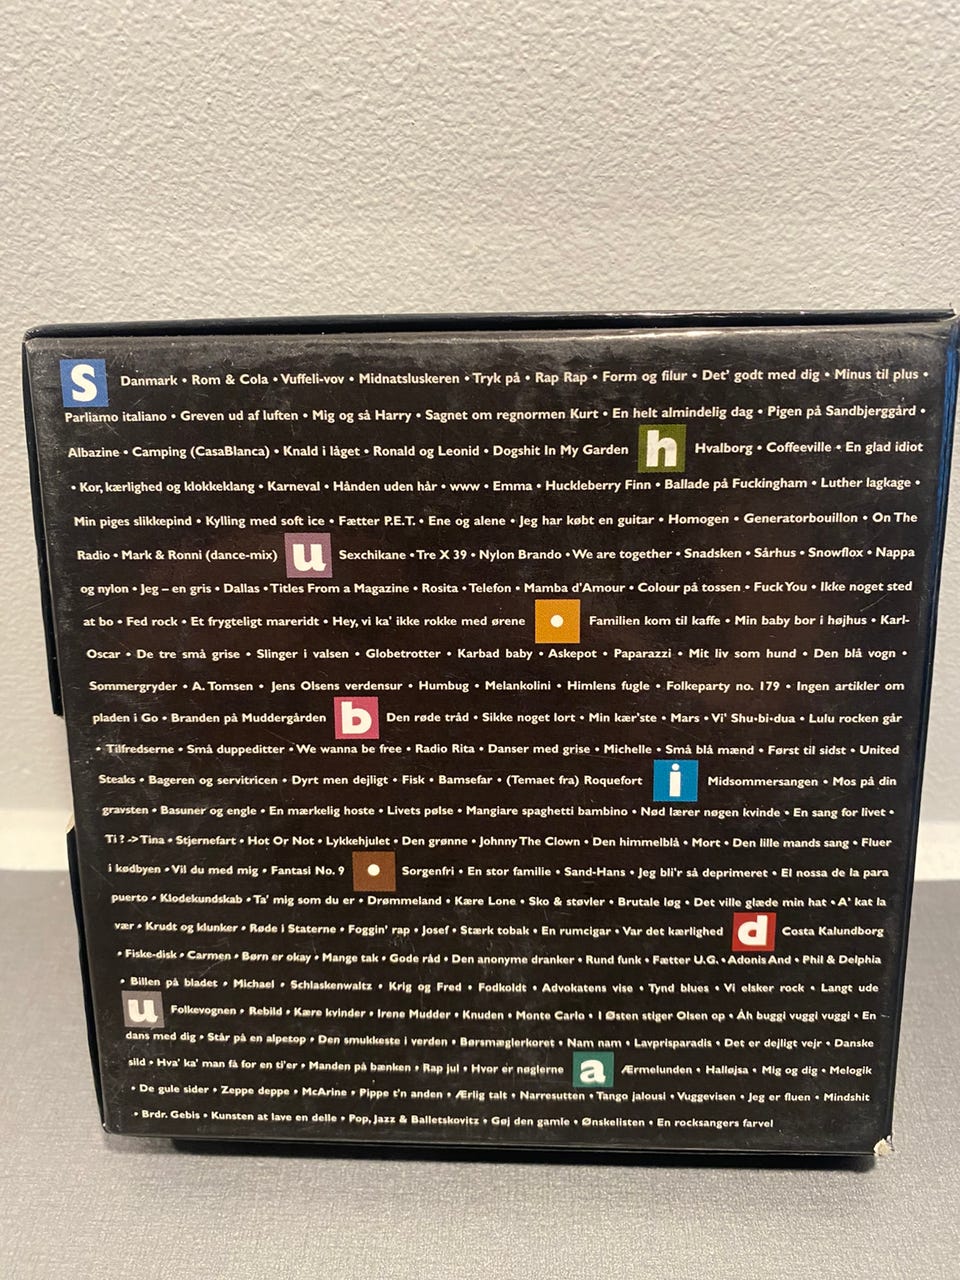 s Danmark • Rom & Cola • Vuffeli-vov • Midnatsluskeren • Tryk på • Rap Rap • Form og filur • Det' godt med dig • Minus til plus •
Parliamo italiano • Greven ud af luften • Mig og så Harry • Sagnet om regnormen Kurt • En helt almindelig dag • Pigen på Sandbjerggård •
Albazine • Camping (CasaBlanca) • Knald i låget • Ronald og Leonid • Dogshit In My Garden h Hvalborg • Coffeeville • En glad idiot
• Kor, kærlighed og klokkeklang • Karneval • Hånden uden hår • www • Emma • Huckleberry Finn • Ballade på Fuckingham • Luther lagkage •
Min piges slikkepind • Kylling med soft ice • Fætter P.E.T. • Ene og alene • Jeg har købt en guitar • Homogen • Generatorbouillon • On The
Radio • Mark & Ronni (dance-mix) u Sexchikane • Tre X 39 • Nylon Brando • We are together • Snadsken • Sårhus • Snowflox • Nappa
og nylon • Jeg – en gris • Dallas • Titles From a Magazine • Rosita • Telefon • Mamba d'Amour • Colour på tossen • Fuck You • Ikke noget sted
at bo • Fed rock • Et frygteligt mareridt • Hey, vi ka' ikke rokke med ørene • Familien kom til kaffe • Min baby bor i højhus • Karl-
Oscar • De tre små grise • Slinger i valsen • Globetrotter • Karbad baby • Askepot • Paparazzi • Mit liv som hund • Den blå vogn •
Sommergryder • A. Tomsen • Jens Olsens verdensur • Humbug • Melankolini • Himlens fugle • Folkeparty no. 179 • Ingen artikler om
pladen i Go • Branden på Muddergården b Den røde tråd • Sikke noget lort • Min kær'ste • Mars • Vi' Shu-bi-dua • Lulu rocken går
• Tilfredserne • Små duppeditter • We wanna be free • Radio Rita • Danser med grise • Michelle • Små blå mænd • Først til sidst • United
Steaks • Bageren og servitricen • Dyrt men dejligt • Fisk • Bamsefar • (Temaet fra) Roquefort i Midsommersangen • Mos på din
gravsten • Basuner og engle • En mærkelig hoste • Livets pølse • Mangiare spaghetti bambino • Nød lærer nøgen kvinde • En sang for livet •
Ti ? -> Tina • Stjernefart • Hot Or Not • Lykkehjulet • Den grønne • Johnny The Clown • Den himmelblå • Mort • Den lille mands sang • Fluer
i kødbyen • Vil du med mig • Fantasi No. 9 • Sorgenfri • En stor familie • Sand-Hans • Jeg bli'r så deprimeret • El nossa de la para
puerto • Klodekundskab • Ta' mig som du er • Drømmeland • Kære Lone • Sko & støvler • Brutale løg • Det ville glæde min hat • A' kat la
vær • Krudt og klunker • Røde i Staterne • Foggin' rap • Josef • Stærk tobak • En rumcigar • Var det kærlighed d Costa Kalundborg
• Fiske-disk • Carmen • Børn er okay • Mange tak • Gode råd • Den anonyme dranker • Rund funk • Fætter U.G. • Adonis And • Phil & Delphia
• Billen på bladet • Michael • Schlaskenwaltz • Krig og Fred • Fodkoldt • Advokatens vise • Tynd blues • Vi elsker rock • Langt ude
u Folkevognen • Rebild • Kære kvinder • Irene Mudder • Knuden • Monte Carlo • I Østen stiger Olsen op • Åh buggi vuggi vuggi • En
dans med dig • Står på en alpetop • Den smukkeste i verden • Børsmæglerkoret • Nam nam • Lavprisparadis • Det er dejligt vejr • Danske
sild • Hva' ka' man få for en ti'er • Manden på bænken • Rap jul • Hvor er nøglerne a Ærmelunden • Halløjsa • Mig og dig • Melogik
• De gule sider • Zeppe deppe • McArine • Pippe t'n anden • Ærlig talt • Narresutten • Tango jalousi • Vuggevisen • Jeg er fluen • Mindshit
• Brdr. Gebis • Kunsten at lave en delle • Pop, Jazz & Balletskovitz • Gøj den gamle • Ønskelisten • En rocksangers farvel